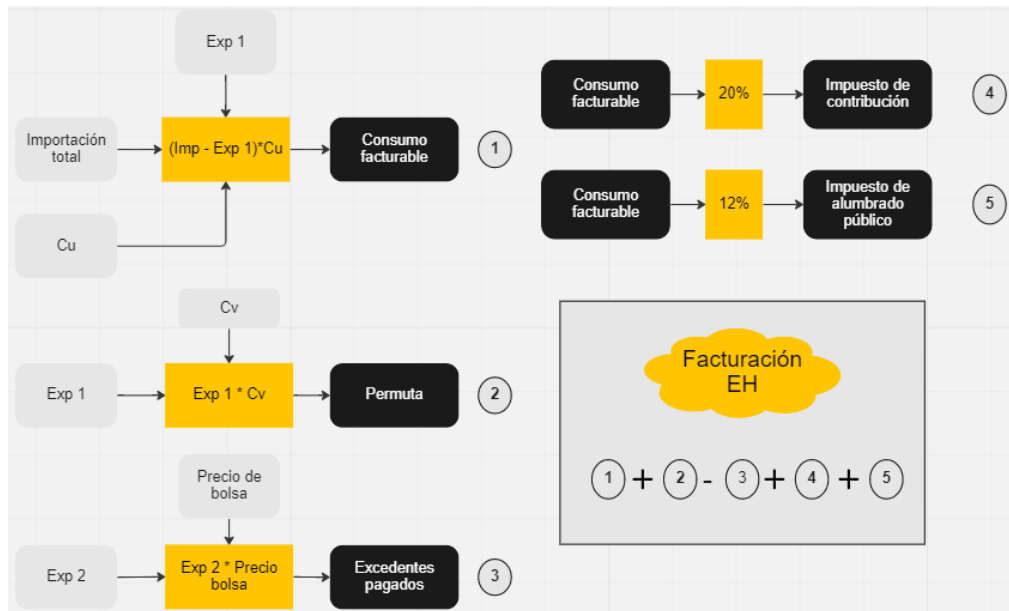 Exp 1
Importación
total
(Imp - Exp 1)*Cu
Consumo
facturable
1
Cu
Cv
Exp 1
Exp 1 * Cv
Permuta
2
Precio de
bolsa
Exp 2
Exp 2 * Precio
bolsa
Excedentes
pagados
3
Consumo
facturable
20%
Impuesto de
contribución
4
Consumo
facturable
12%
Impuesto de
alumbrado
público
5
Facturación
EH
1 + 2 - 3 + 4 + 5